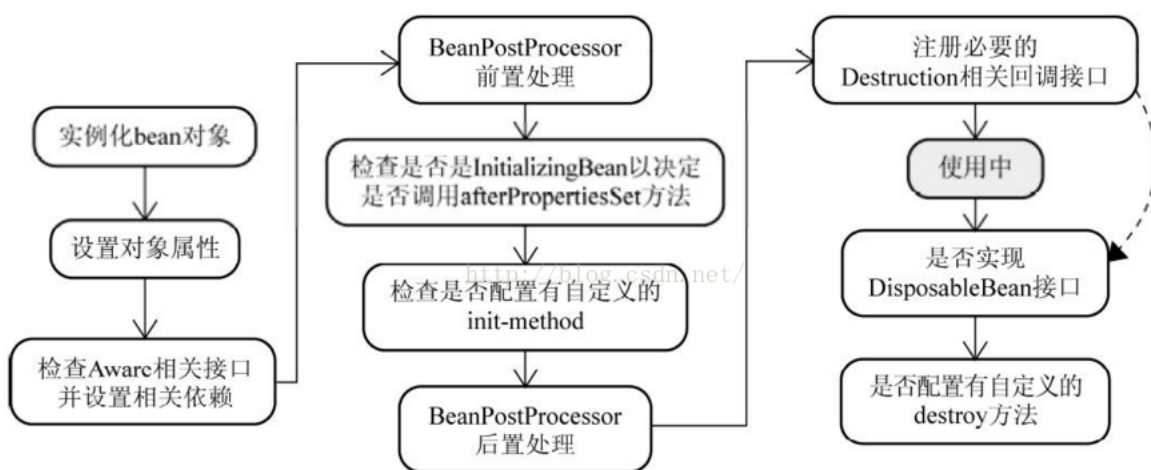 实例化bean对象
设置对象属性
检查Aware相关接口
并设置相关依赖
BeanPostProcessor
前置处理
检查是否是InitializingBean以决定
是否调用afterPropertiesSet方法
http://blog.csdn.net/
检查是否配置有自定义的
init-method
BeanPostProcessor
后置处理
注册必要的
Destruction相关回调接口
使用中
是否实现
DisposableBean接口
是否配置有自定义的
destroy方法